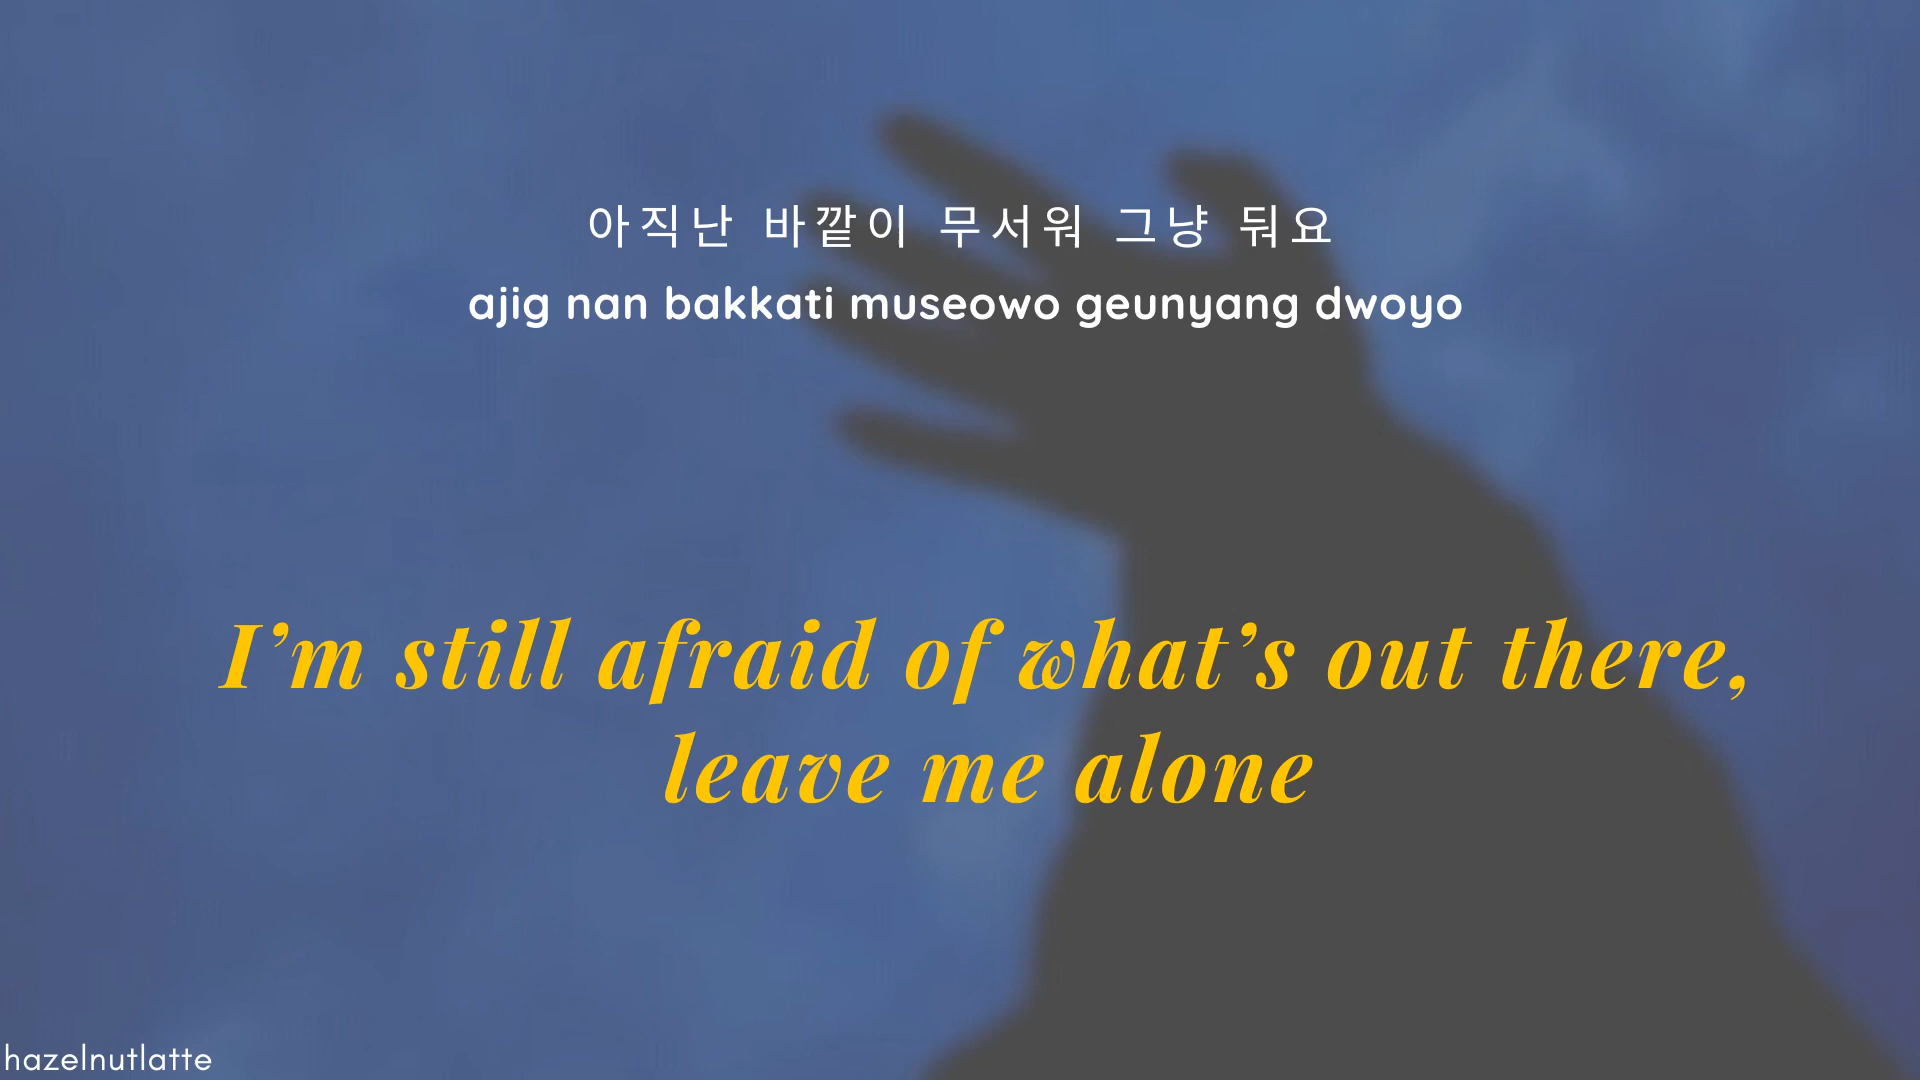 아직난 바깥이 무서워 그냥 둬요
ajig nan bakkati museowo geunyang dwoyo
I’m still afraid of what’s out there,
leave me alone
hazelnutlatte